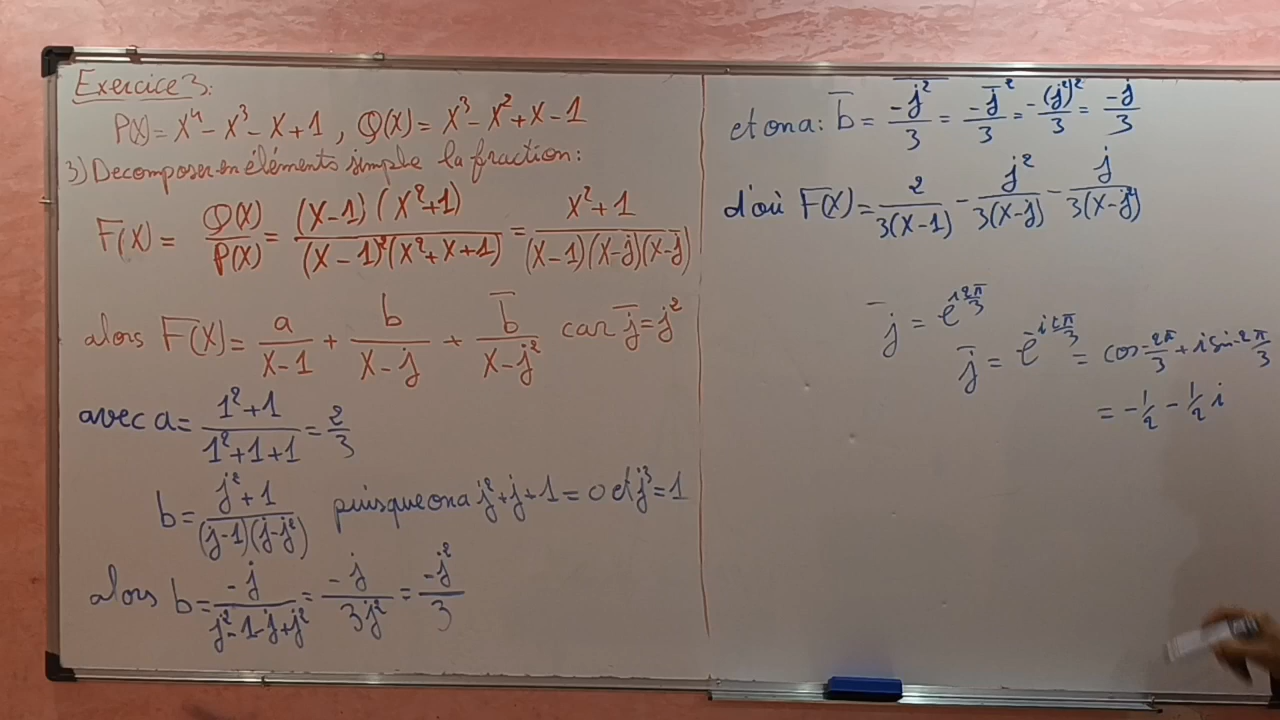 Exercice 3:
P(X) = X⁴ - X³ - X + 1 , Q(X) = X³ - X² + X - 1
3) Decomposer en éléments simple la fraction:
F(X) = Q(X)/P(X) = (X-1)(X²+1)/((X-1)²(X²+X+1)) = X²+1/((X-1)(X-j)(X-j̅))
alors F(X) = a/(X-1) + b/(X-j) + b̅/(X-j²) car j̅ = j²
avec a = (1²+1)/(1²+1+1) = 2/3
b = (j²+1)/((j-1)(j-j²)) puisque on a j²+j+1 = 0 et j³ = 1
alors b = -j/(j²-1-j+j²) = -j/(3j²) = -j²/3
et on a: b̅ = \overline{-j²/3} = -j̅²/3 = -(j²)²/3 = -j/3
d'où F(X) = 2/(3(X-1)) - j²/(3(X-j)) - j/(3(X-j²))
j = e^{i2π/3}
j̅ = e^{-i2π/3} = cos -2π/3 + i sin -2π/3
= -1/2 - 1/2 i